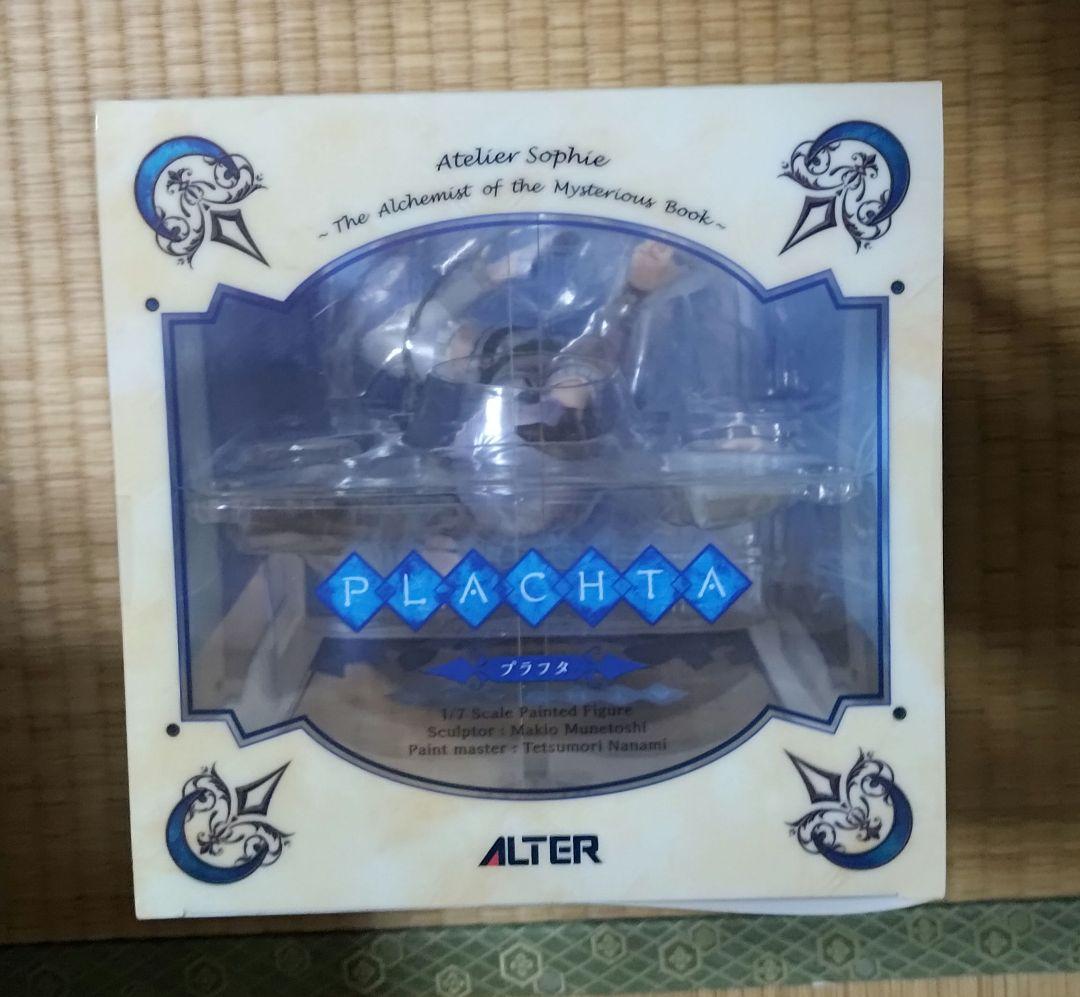 Atelier Sophie
~The Alchemist of the Mysterious Book~
PLACHTA
プラフタ
1/7 Scale Painted Figure
Sculptor : Makio Munetoshi
Paint master : Tetsumori Nanami
ALTER